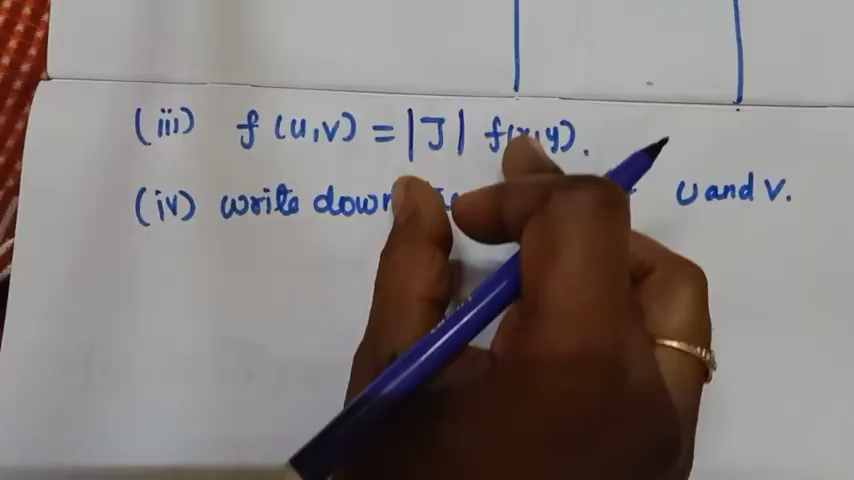 (iii) f(u,v) = |J| f(x,y).
(iv) write down u and v.